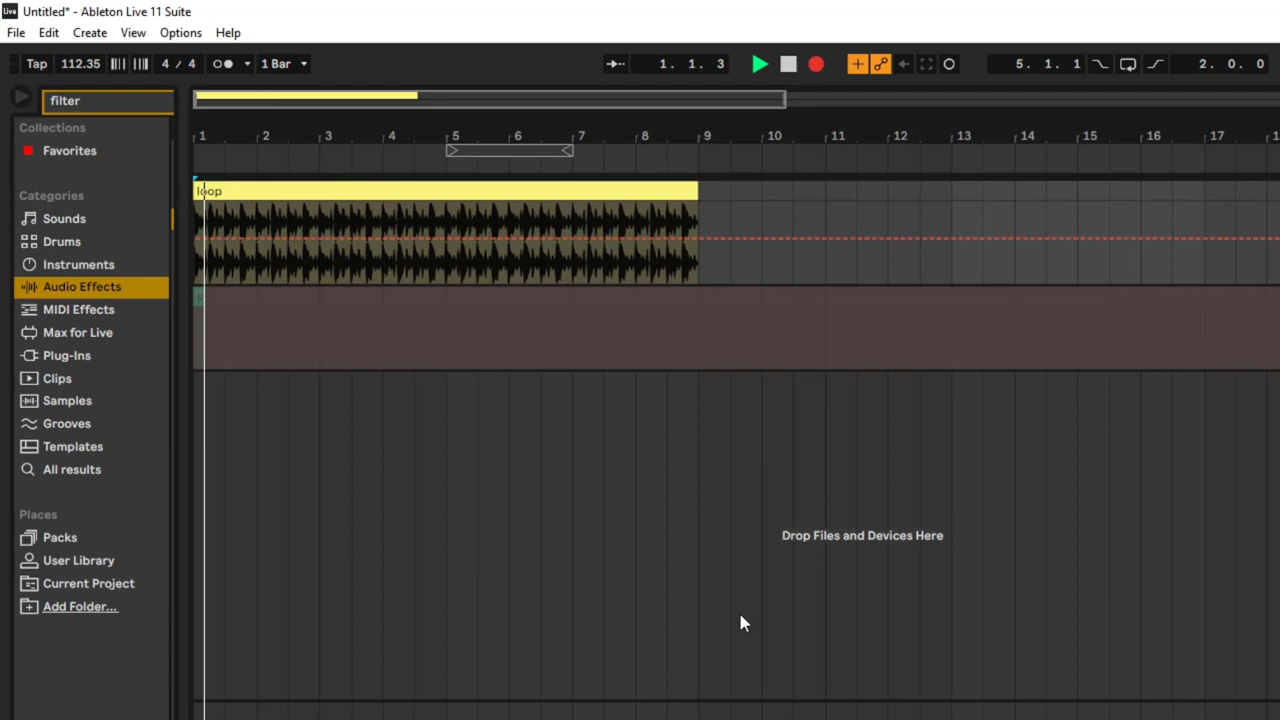 Live Untitled* - Ableton Live 11 Suite
File Edit Create View Options Help
Tap 112.35 4 / 4 1 Bar 1. 1. 3 5. 1. 1 2. 0. 0
filter
1 2 3 4 5 6 7 8 9 10 11 12 13 14 15 16 17
Collections
Favorites
loop
Categories
Sounds
Drums
Instruments
Audio Effects
s
MIDI Effects
Max for Live
Plug-Ins
Clips
Samples
Grooves
Templates
All results
Places
Packs
Drop Files and Devices Here
User Library
Current Project
Add Folder...